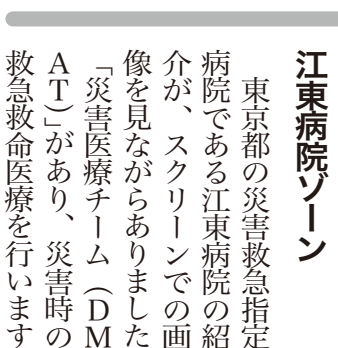 江東病院ゾーン
東京都の災害救急指定
病院である江東病院の紹
介が、スクリーンでの画
像を見ながらありました
「災害医療チーム（DM
AT）」があり、災害時の
救急救命医療を行います